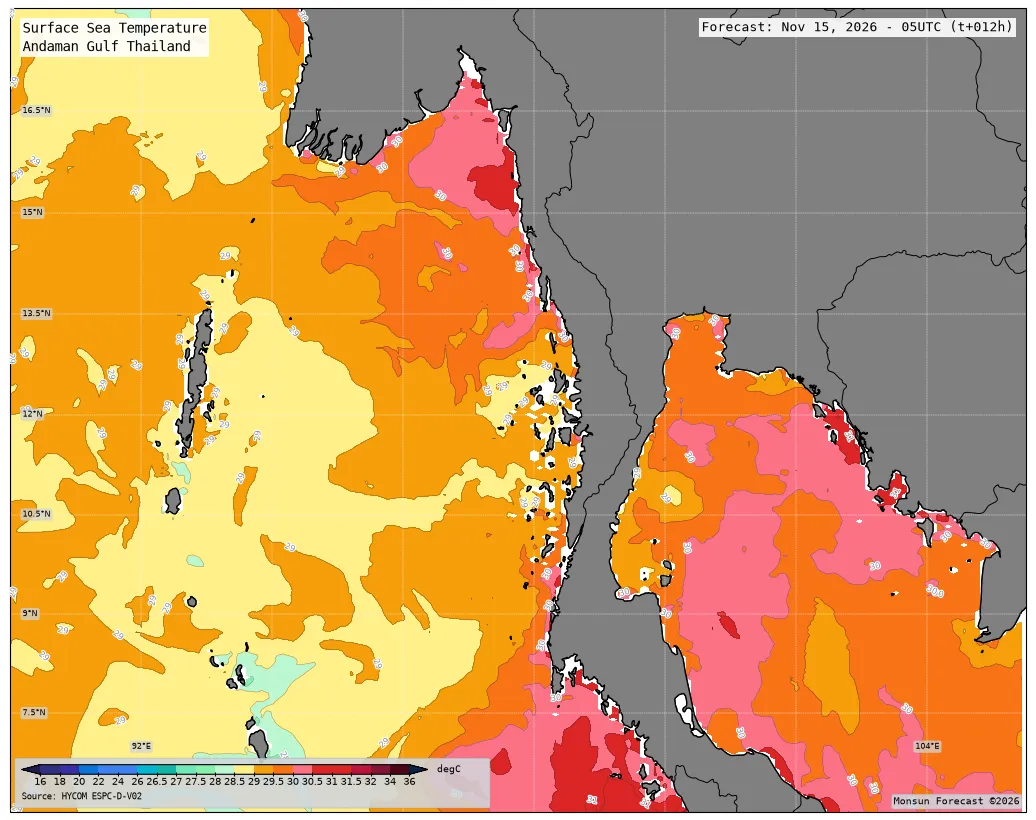 Surface Sea Temperature
Andaman Gulf Thailand
Forecast: Nov 15, 2026 - 05UTC (t+012h)
16.5°N
15°N
13.5°N
12°N
10.5°N
9°N
7.5°N
92°E
104°E
degC
16 18 20 22 24 26 26.5 27 27.5 28 28.5 29 29.5 30 30.5 31 31.5 32 34 36
Source: HYCOM ESPC-D-V02
Monsun Forecast ©2026